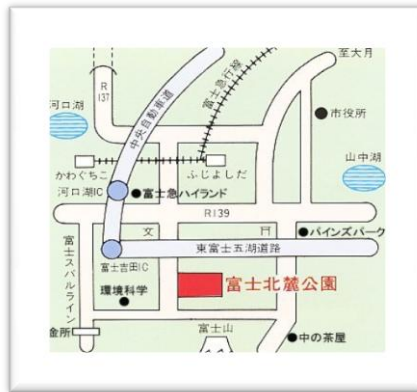 至大月
R
137
河口湖
中央自動車道
富士急行線
市役所
山中湖
かわぐちこ
ふじよしだ
河口湖IC
富士急ハイランド
R139
文
パインズパーク
東富士五湖道路
富士スバルライン
富士吉田IC
環境科学
富士北麓公園
金所
富士山
中の茶屋